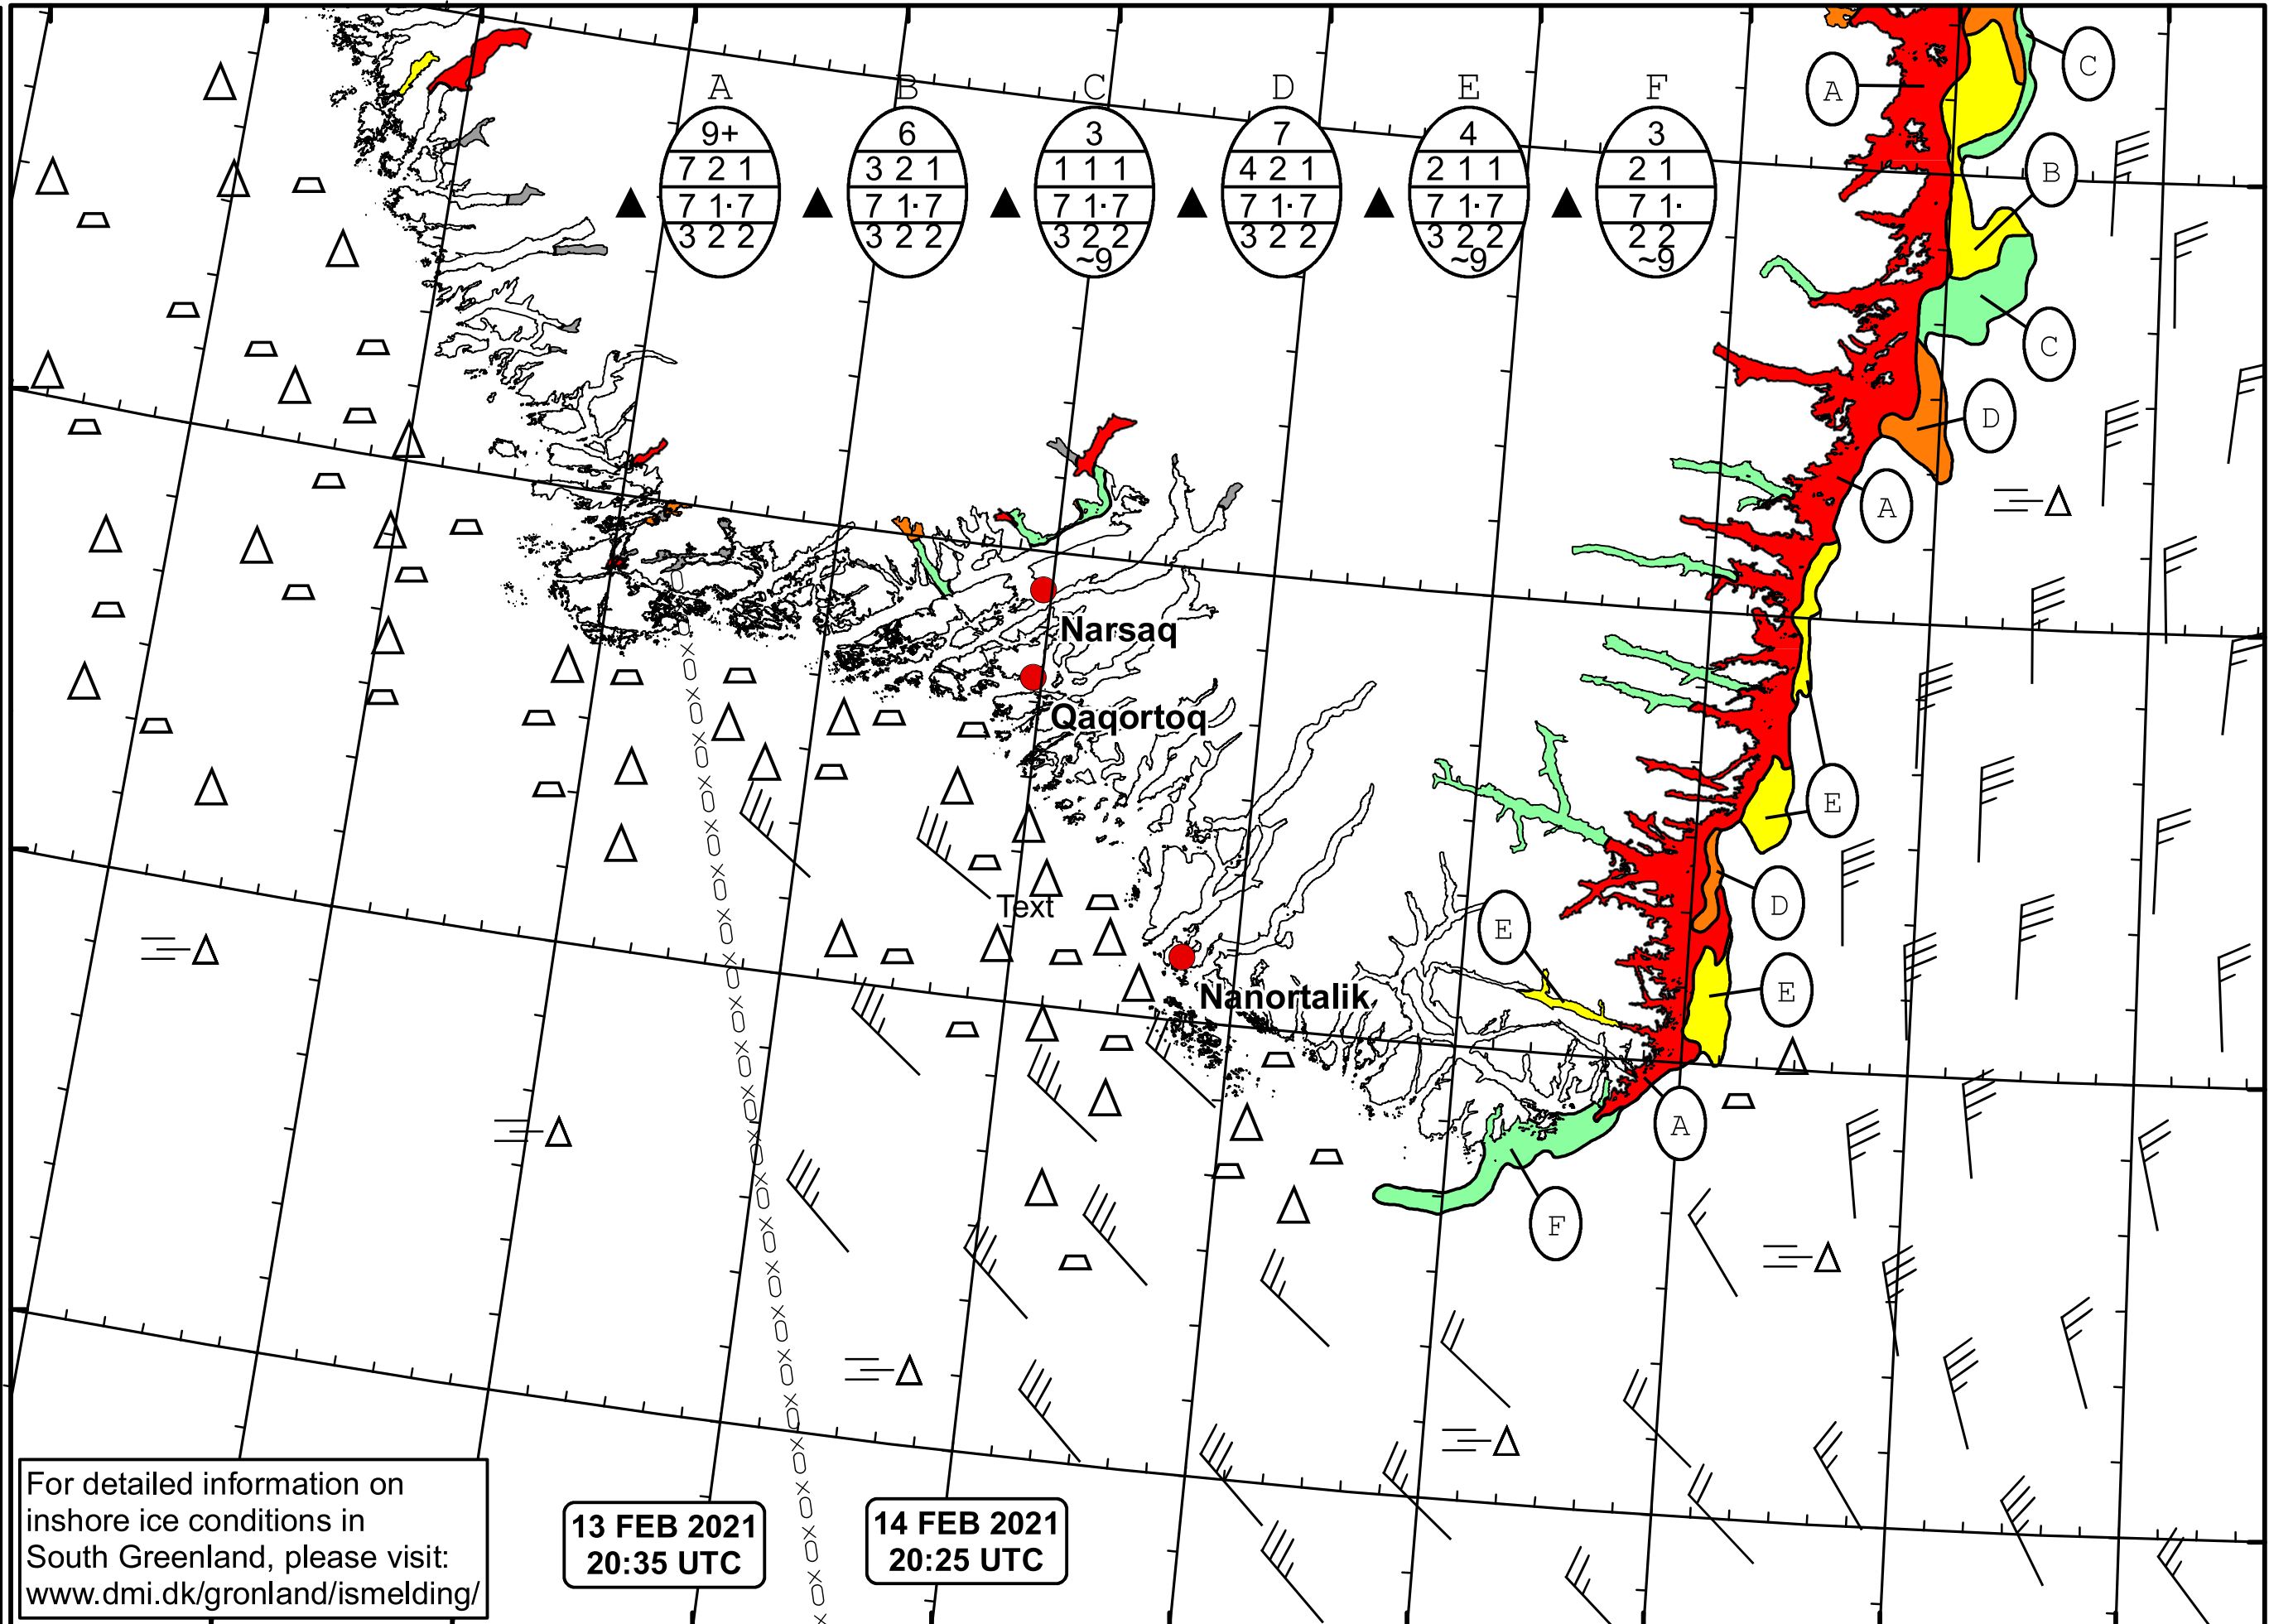 A B C D E F
9+ 6 3 7 4 3
7 2 1 3 2 1 1 1 1 4 2 1 2 1 1 2 1
7 1· 7 7 1· 7 7 1· 7 7 1· 7 7 1· 7 7 1·
3 2 2 3 2 2 3 2 2 3 2 2 3 2 2 2 2
~9 ~9 ~9
A
C
B
C
D
A
Narsaq
Qaqortoq
E
D
Text
E
E
Nanortalik
A
F
For detailed information on
inshore ice conditions in
South Greenland, please visit:
www.dmi.dk/gronland/ismelding/
13 FEB 2021
20:35 UTC
14 FEB 2021
20:25 UTC